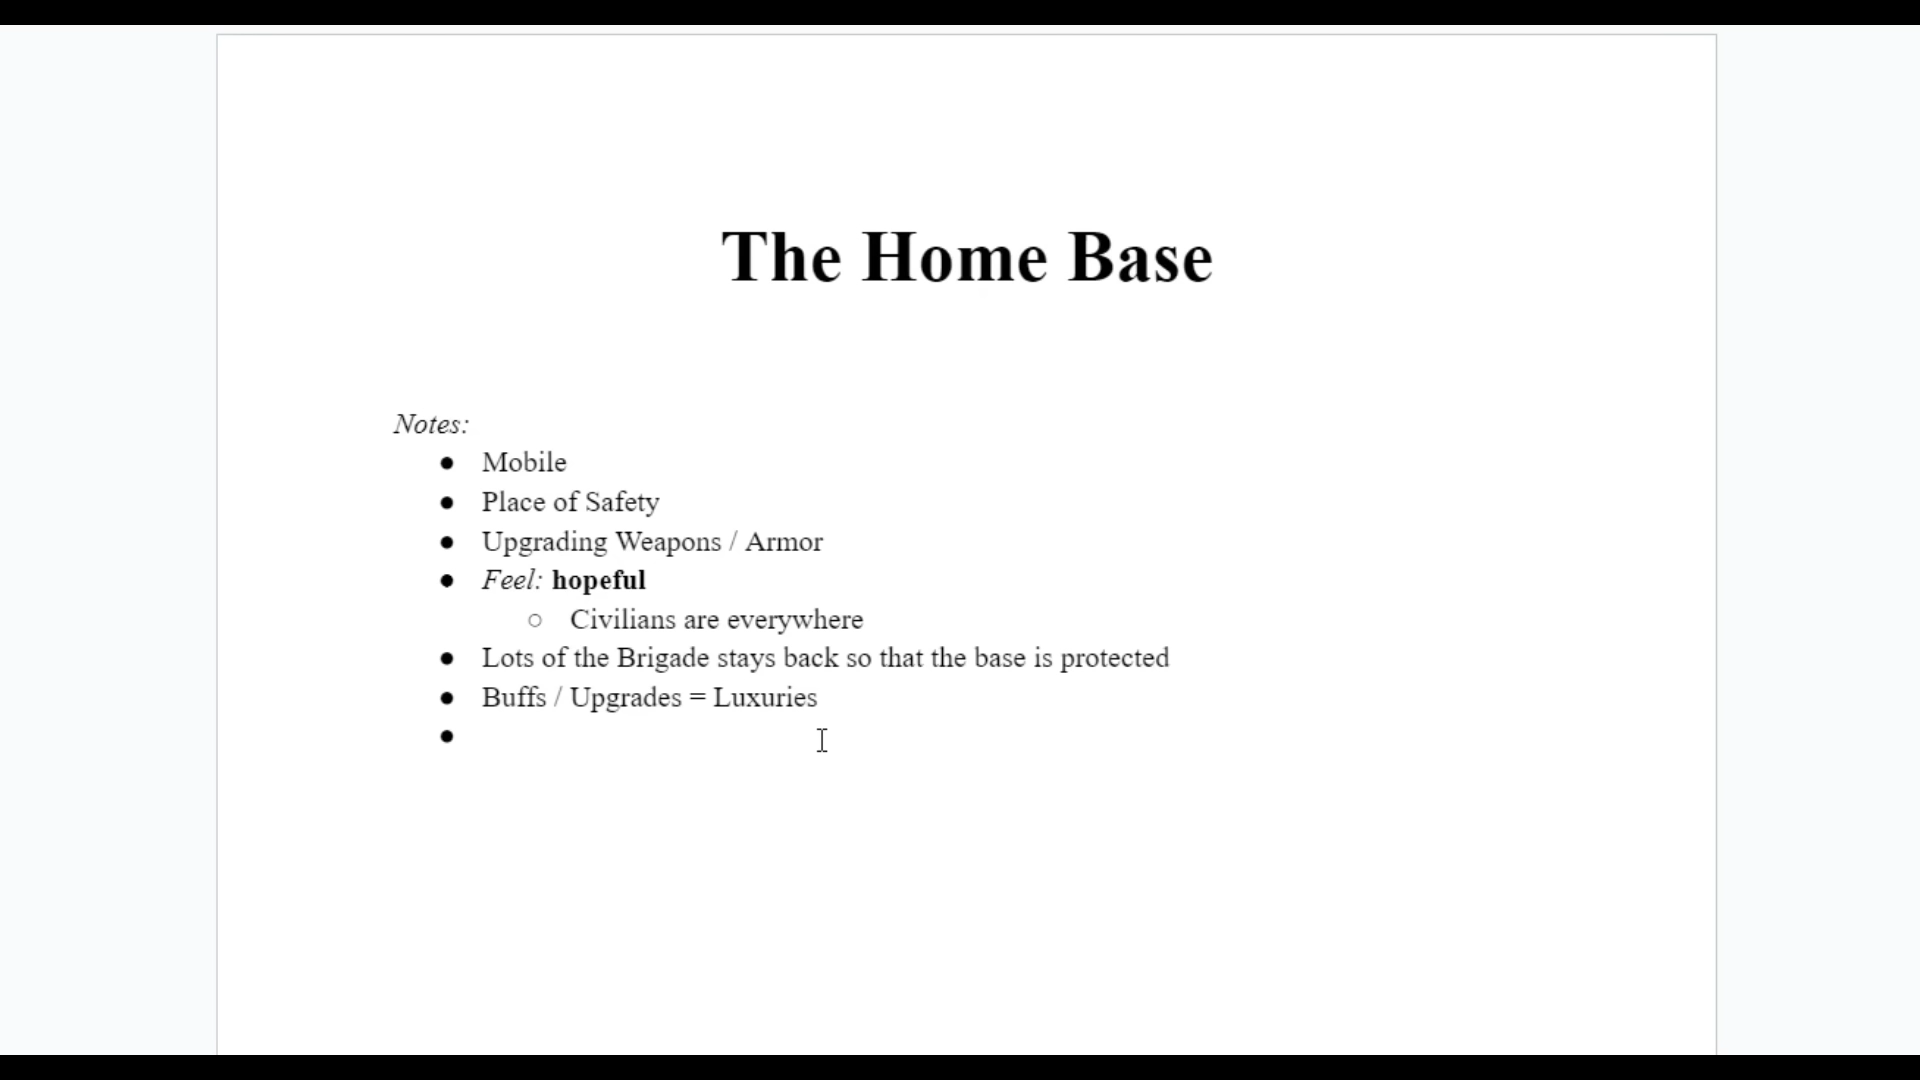 The Home Base
Notes:
● Mobile
● Place of Safety
● Upgrading Weapons / Armor
● Feel: hopeful
○ Civilians are everywhere
● Lots of the Brigade stays back so that the base is protected
● Buffs / Upgrades = Luxuries
●